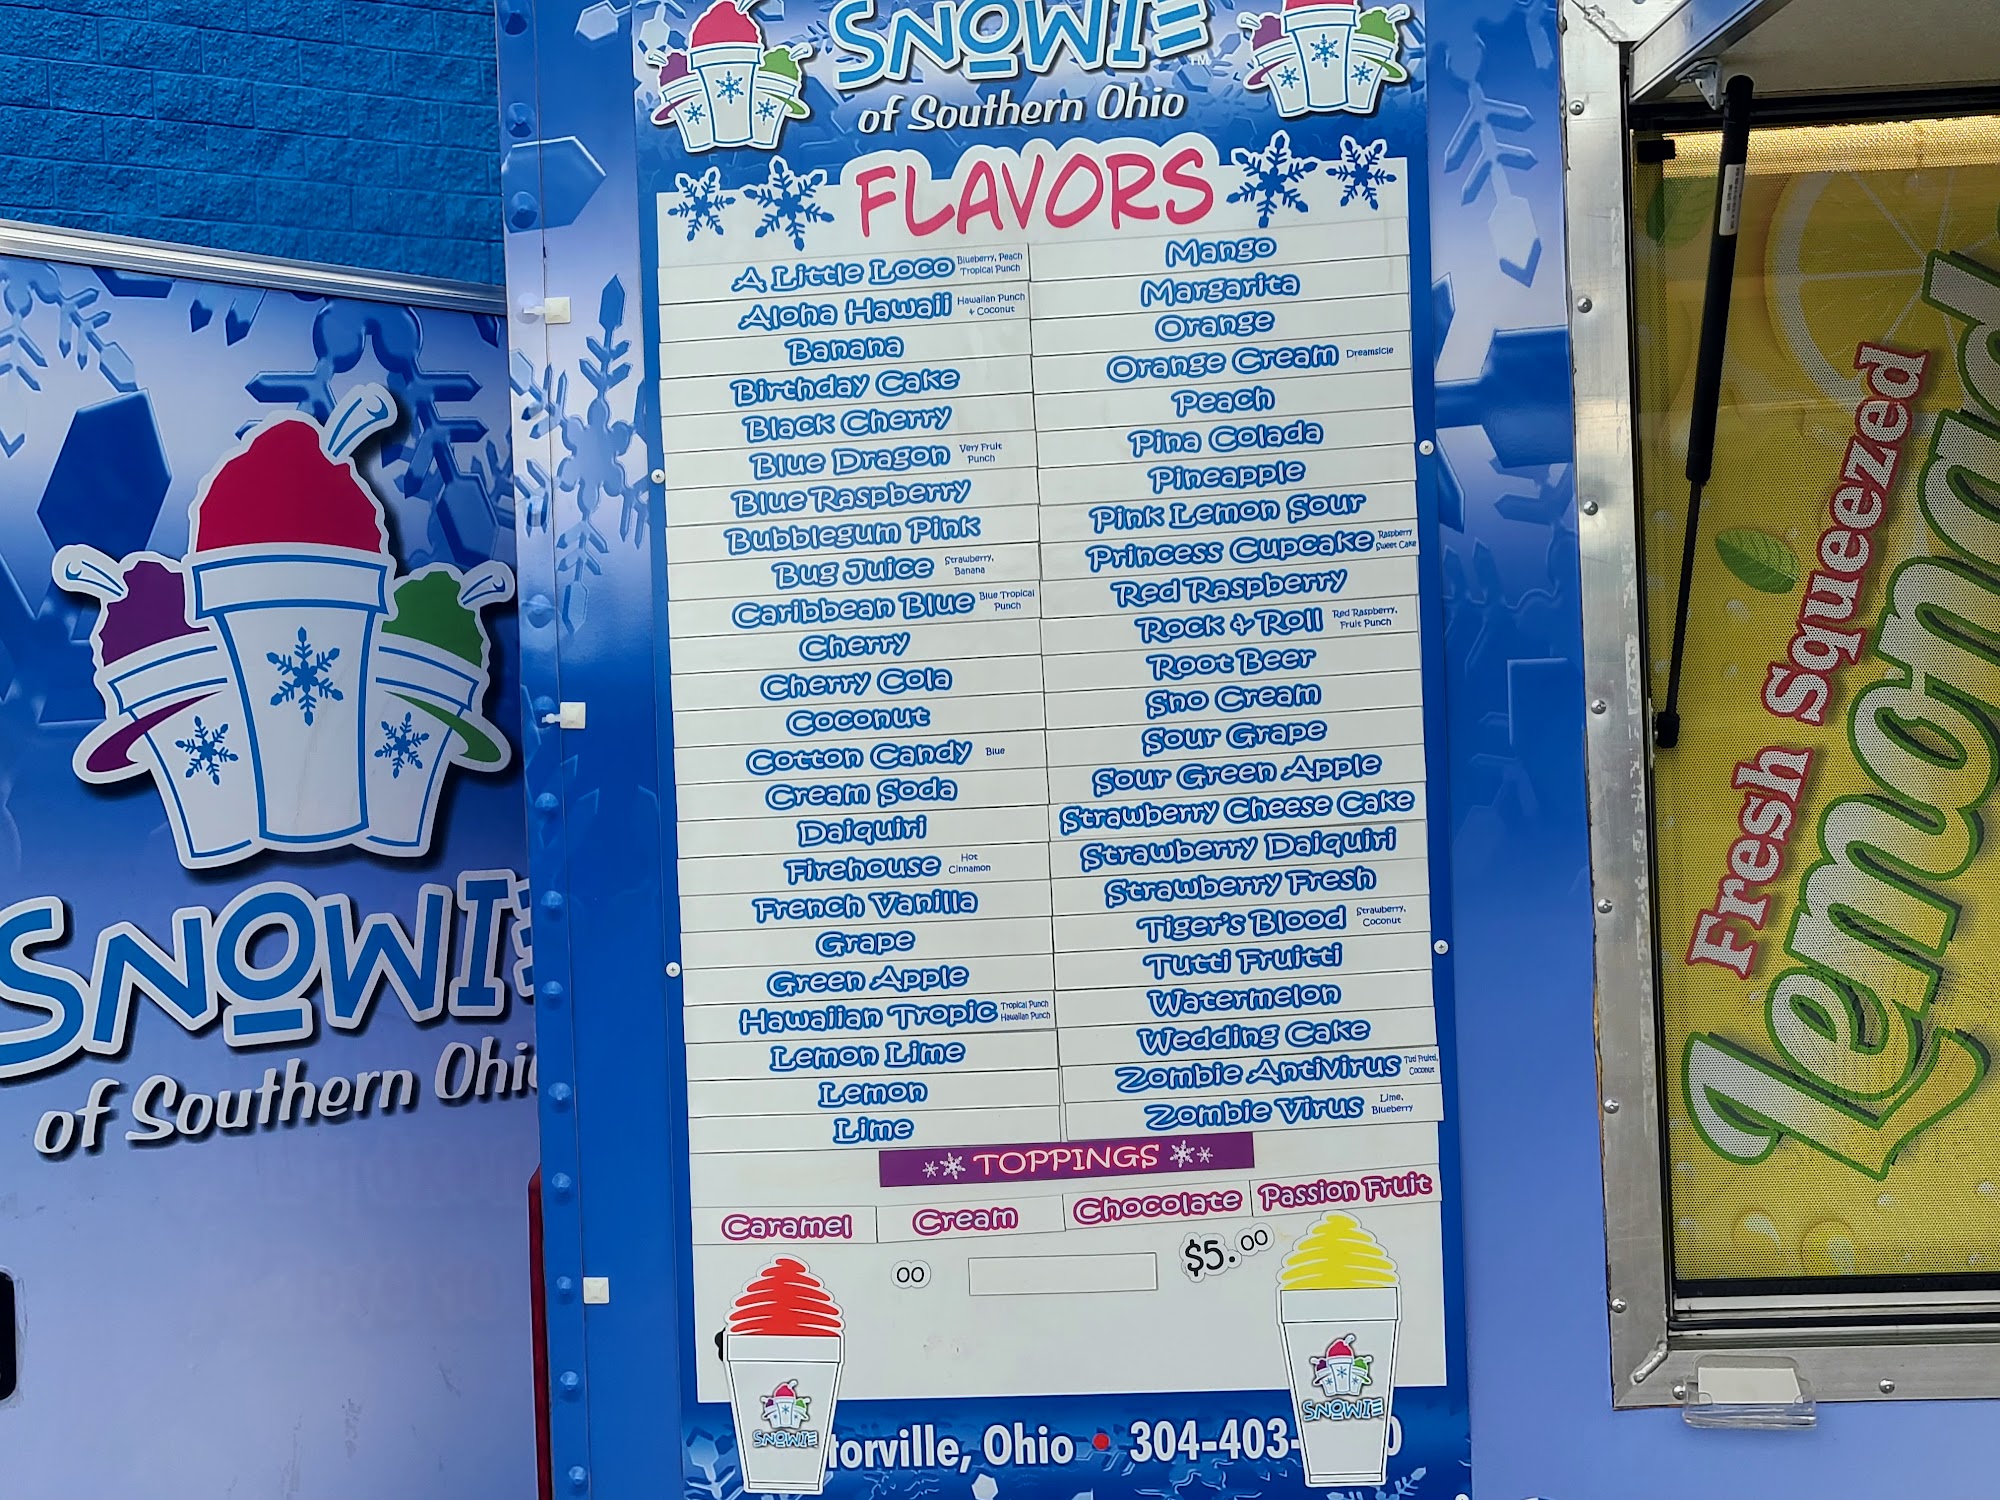 SNOWIE™
of Southern Ohio
FLAVORS
A Little Loco Blueberry, Peach
Tropical Punch
Aloha Hawaii Hawaiian Punch
& Coconut
Banana
Birthday Cake
Black Cherry
Blue Dragon Very Fruit
Punch
Blue Raspberry
Bubblegum Pink
Bug Juice Strawberry,
Banana
Caribbean Blue Blue Tropical
Punch
Cherry
Cherry Cola
Coconut
Cotton Candy Blue
Cream Soda
Daiquiri
Firehouse Hot
Cinnamon
French Vanilla
Grape
Green Apple
Hawaiian Tropic Tropical Punch
Hawaiian Punch
Lemon Lime
Lemon
Lime
Mango
Margarita
Orange
Orange Cream Dreamsicle
Peach
Pina Colada
Pineapple
Pink Lemon Sour
Princess Cupcake Raspberry
Sweet Cake
Red Raspberry
Rock & Roll Red Raspberry,
Fruit Punch
Root Beer
Sno Cream
Sour Grape
Sour Green Apple
Strawberry Cheese Cake
Strawberry Daiquiri
Strawberry Fresh
Tiger's Blood Strawberry,
Coconut
Tutti Fruitti
Watermelon
Wedding Cake
Zombie Antivirus Tutti Fruitti,
Coconut
Zombie Virus Lime,
Blueberry
TOPPINGS
Caramel Cream Chocolate Passion Fruit
00 $5.00
SNOWIE
SNOWIE
torville, Ohio • 304-403- 0
SNOWIE
of Southern Ohi
Fresh Squeezed
Lemonad